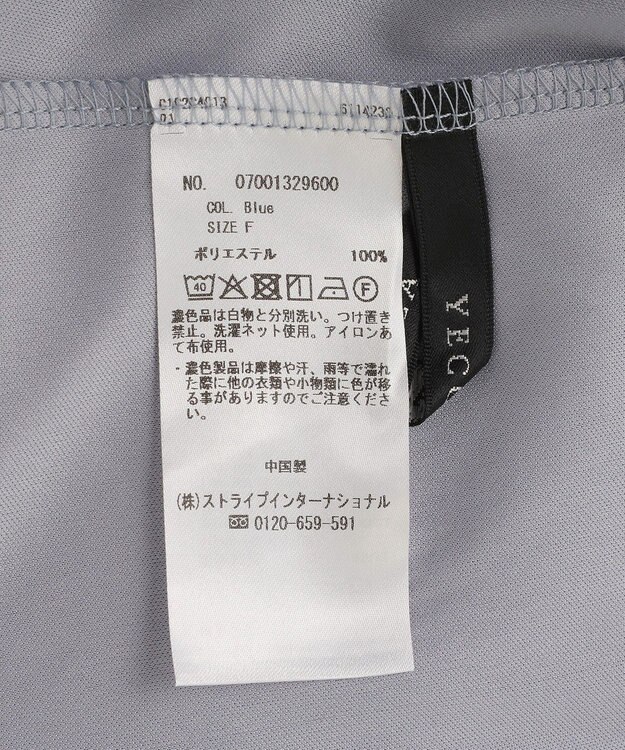 NO. 07001329600
COL. Blue
SIZE F
ポリエステル 100%
40 F
濃色品は白物と分別洗い。つけ置き
禁止。洗濯ネット使用。アイロンあ
て布使用。
・濃色製品は摩擦や汗、雨等で濡れ
た際に他の衣類や小物類に色が移
る事がありますのでご注意くださ
い。
中国製
(株)ストライプインターナショナル
0120-659-591
YEC